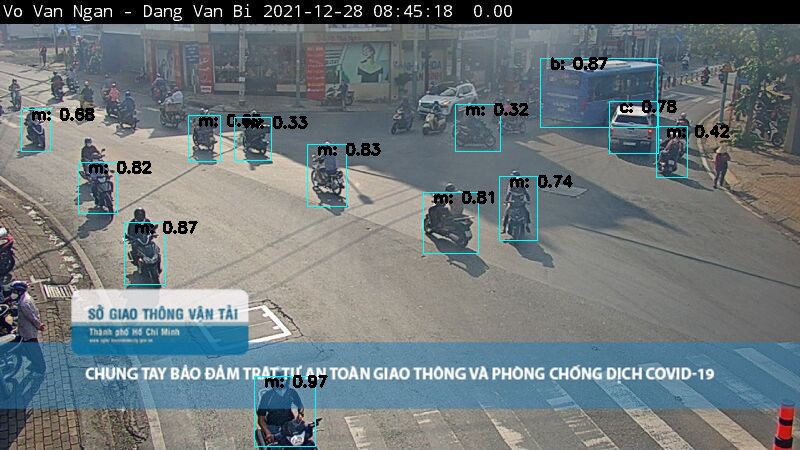 Vo Van Ngan - Dang Van Bi 2021-12-28 08:45:18 0.00
b: 0.87
m: 0.68
c: 0.78
m: 0.32
0.33
m: 0.42
m: 0.83
m: 0.82
m: 0.74
m: 0.81
m: 0.87
SỞ GIAO THÔNG VẬN TẢI
Thành phố Hồ Chí Minh
CHUNG TAY BẢO ĐẢM TRẬT TỰ AN TOÀN GIAO THÔNG VÀ PHÒNG CHỐNG DỊCH COVID-19
m: 0.97